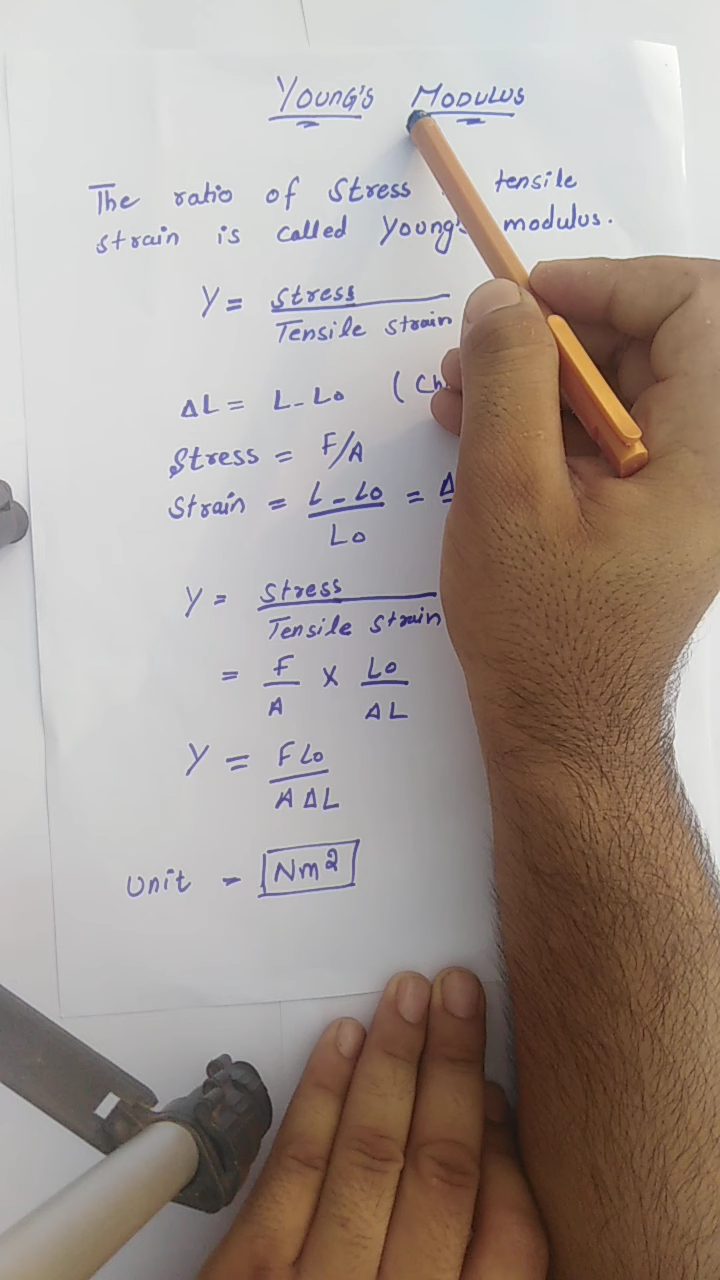 YOUNG'S MODULUS
The ratio of stress tensile
strain is called Young's modulus.
Y = Stress / Tensile strain
ΔL = L - Lo (Ch
Stress = F/A
Strain = L - Lo / Lo = Δ
Y = Stress / Tensile strain
= F / A × Lo / ΔL
Y = F Lo / A ΔL
Unit - Nm²